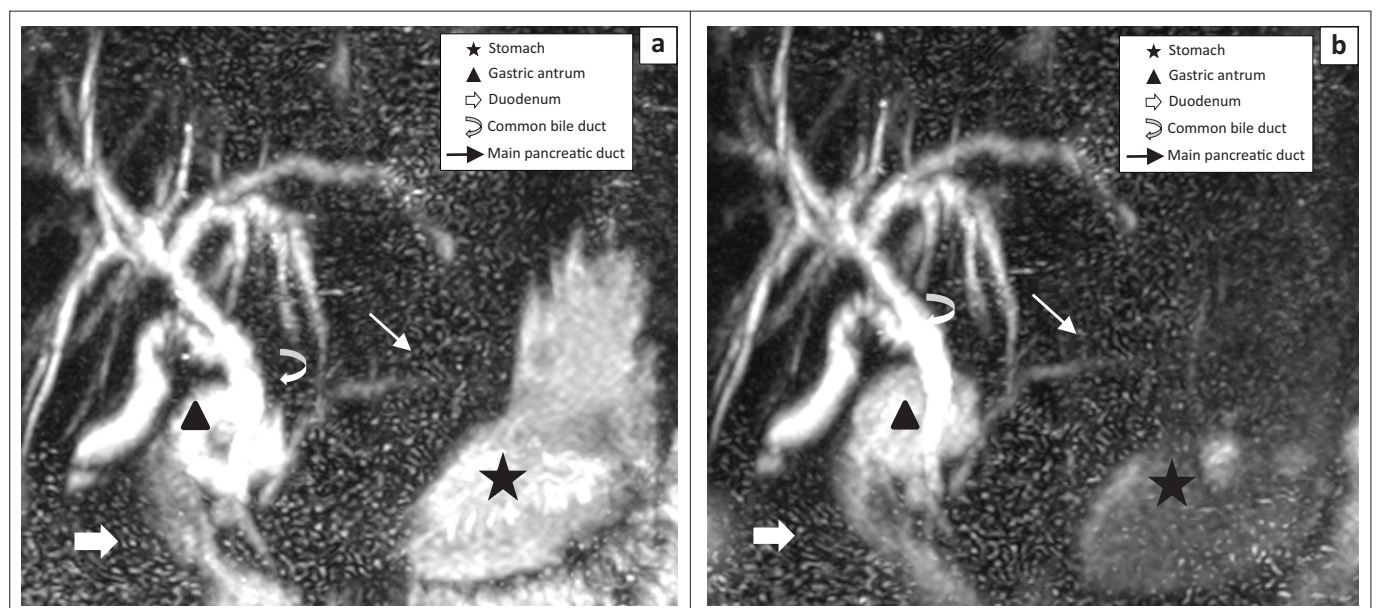 a
Stomach
Gastric antrum
Duodenum
Common bile duct
Main pancreatic duct
b
Stomach
Gastric antrum
Duodenum
Common bile duct
Main pancreatic duct